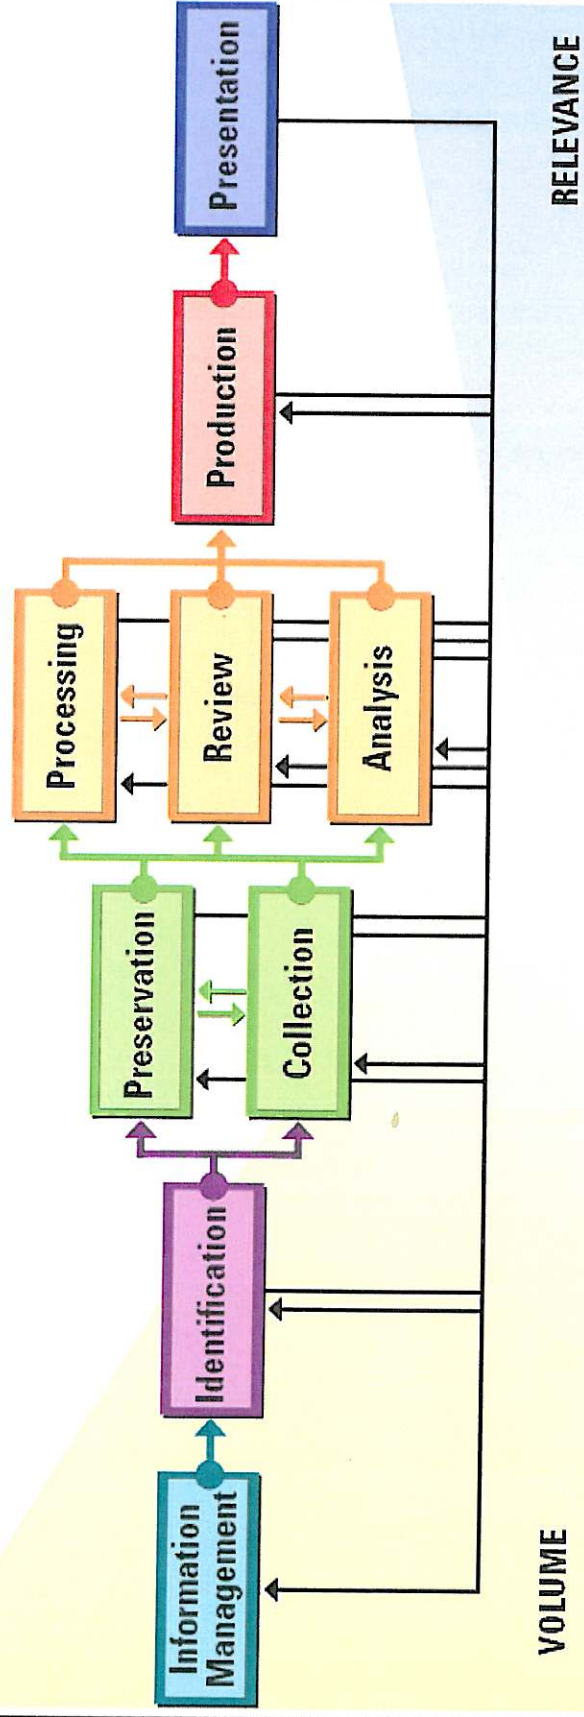 Information
Management
Identification
Preservation
Collection
Processing
Review
Analysis
Production
Presentation
VOLUME
RELEVANCE